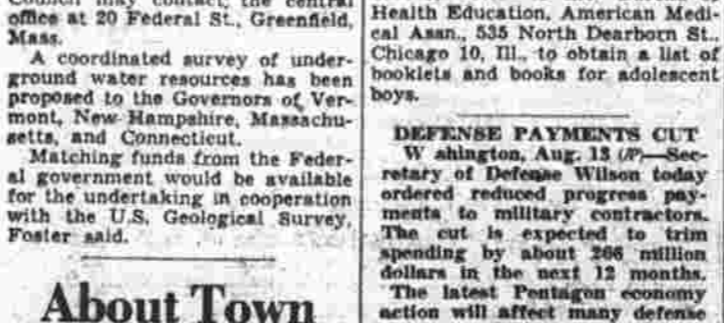 Council may contact the central
office at 20 Federal St., Greenfield,
Mass.
A coordinated survey of under-
ground water resources has been
proposed to the Governors of Ver-
mont, New Hampshire, Massachu-
setts, and Connecticut.
Matching funds from the Feder-
al government would be available
for the undertaking in cooperation
with the U.S. Geological Survey,
Foster said.
About Town
Health Education, American Medi-
cal Assn., 535 North Dearborn St.,
Chicago 10, Ill., to obtain a list of
booklets and books for adolescent
boys.
DEFENSE PAYMENTS CUT
W ashington, Aug. 13 (AP)—Sec-
retary of Defense Wilson today
ordered reduced progress pay-
ments to military contractors.
The cut is expected to trim
spending by about 266 million
dollars in the next 12 months.
The latest Pentagon economy
action will affect many defense